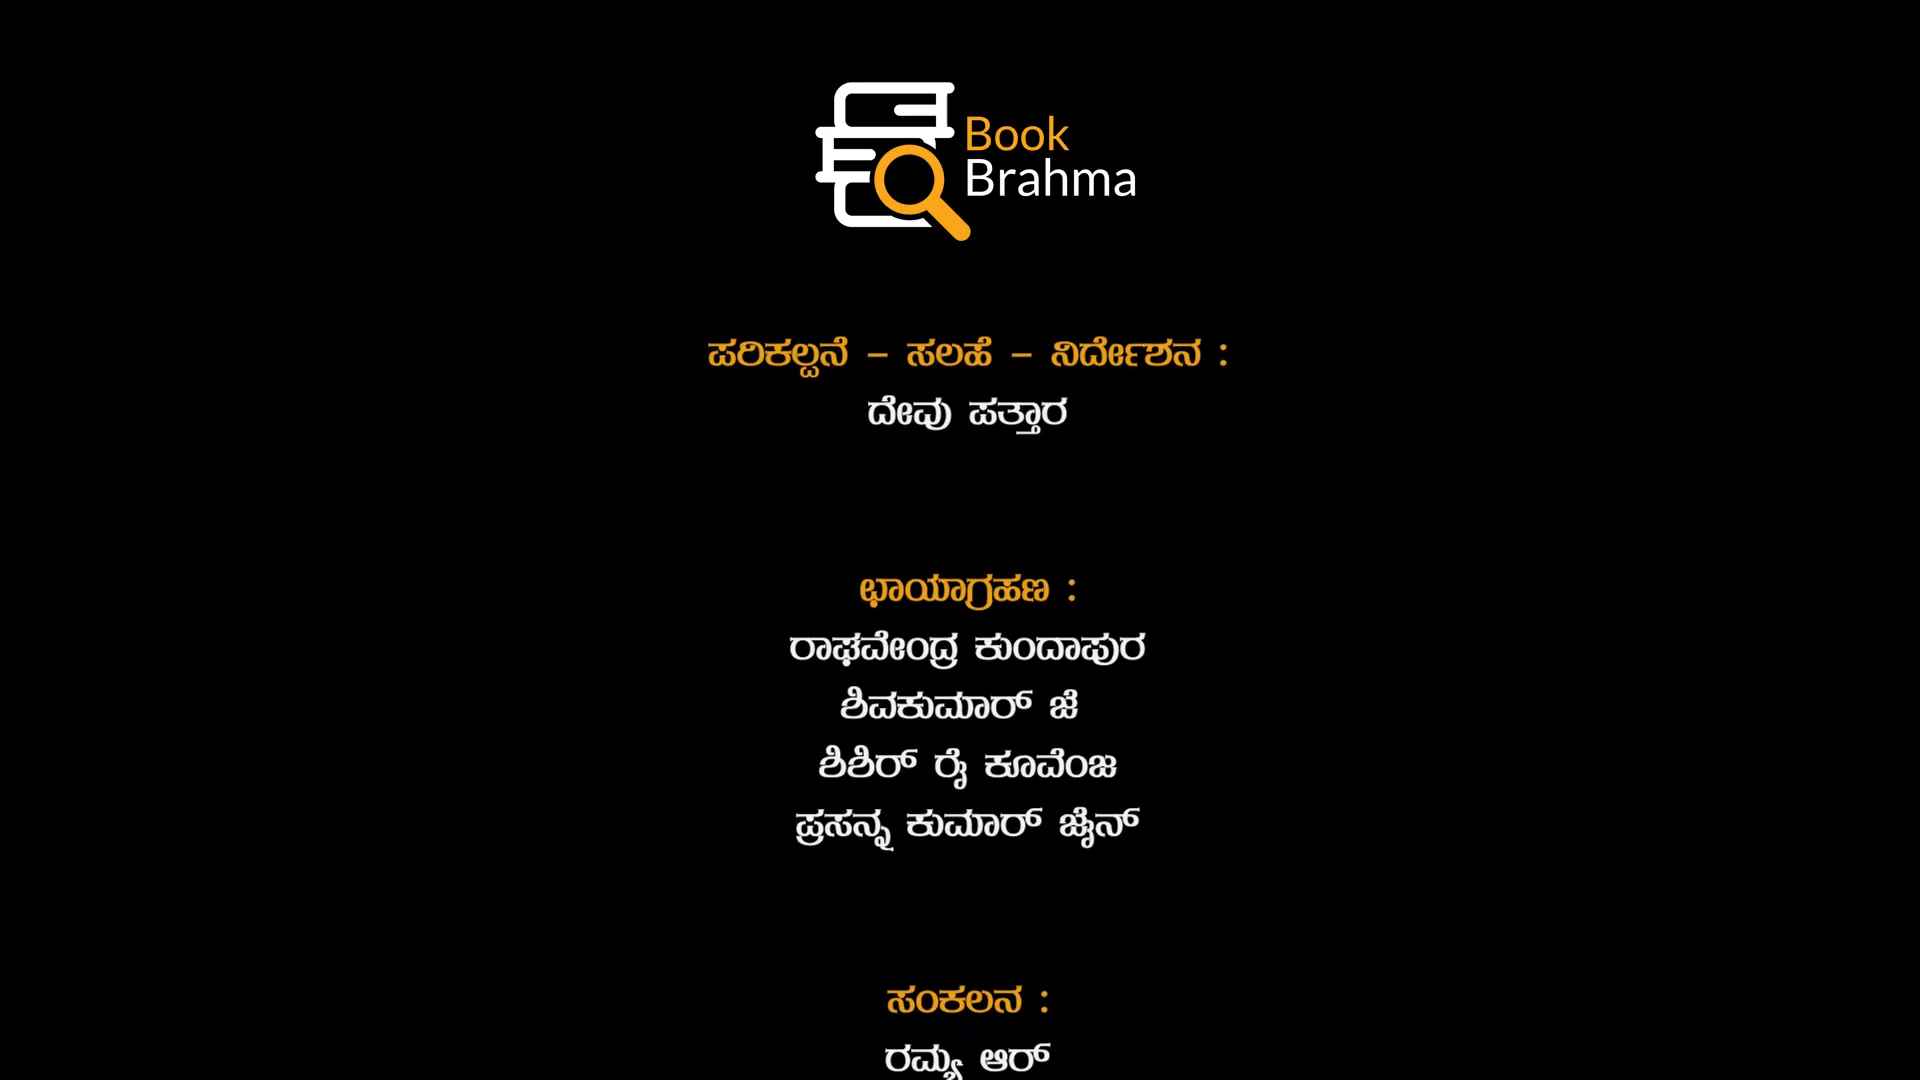 Book
Brahma
ಪರಿಕಲ್ಪನೆ – ಸಲಹೆ – ನಿರ್ದೇಶನ :
ದೇವು ಪತ್ತಾರ
ಛಾಯಾಗ್ರಹಣ :
ರಾಘವೇಂದ್ರ ಕುಂದಾಪುರ
ಶಿವಕುಮಾರ್ ಜೆ
ಶಿಶಿರ್ ರೈ ಕೂವೆಂಜ
ಪ್ರಸನ್ನ ಕುಮಾರ್ ಜೈನ್
ಸಂಕಲನ :
ರಮ್ಯ ಆರ್